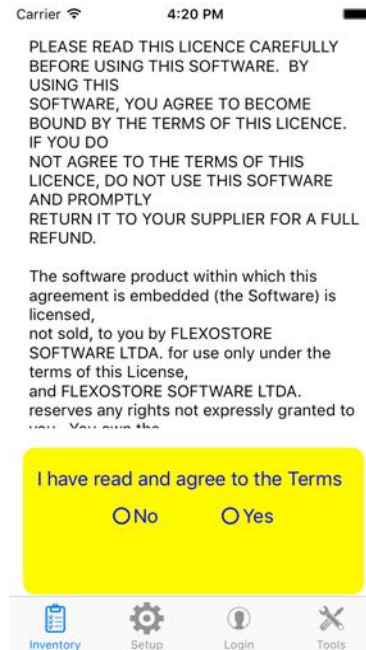 Carrier 4:20 PM
PLEASE READ THIS LICENCE CAREFULLY
BEFORE USING THIS SOFTWARE.  BY
USING THIS
SOFTWARE, YOU AGREE TO BECOME
BOUND BY THE TERMS OF THIS LICENCE.
IF YOU DO
NOT AGREE TO THE TERMS OF THIS
LICENCE, DO NOT USE THIS SOFTWARE
AND PROMPTLY
RETURN IT TO YOUR SUPPLIER FOR A FULL
REFUND.
The software product within which this
agreement is embedded (the Software) is
licensed,
not sold, to you by FLEXOSTORE
SOFTWARE LTDA. for use only under the
terms of this License,
and FLEXOSTORE SOFTWARE LTDA.
reserves any rights not expressly granted to
you. You own the
I have read and agree to the Terms
No Yes
Inventory Setup Login Tools